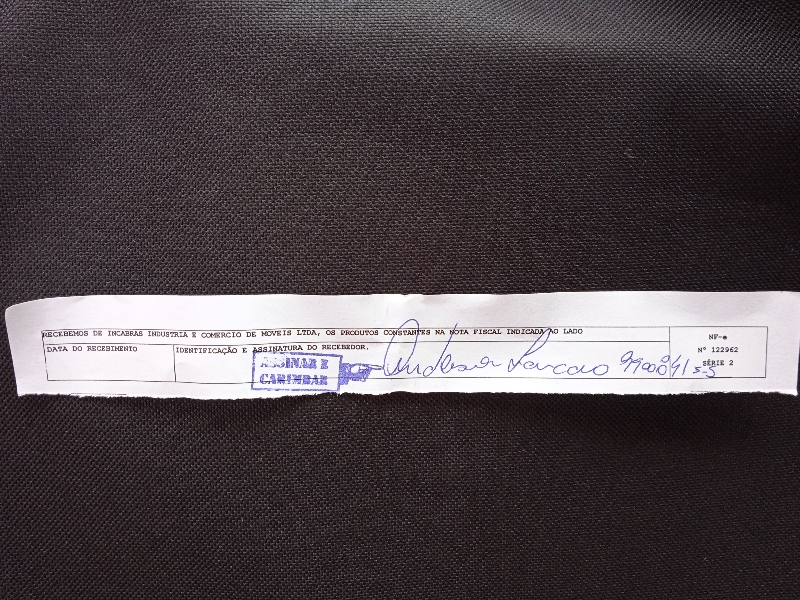 RECEBEMOS DE INCABRAS INDUSTRIA E COMERCIO DE MOVEIS LTDA, OS PRODUTOS CONSTANTES NA NOTA FISCAL INDICADA AO LADO
DATA DO RECEBIMENTO
IDENTIFICAÇÃO E ASSINATURA DO RECEBEDOR.
ASSINAR E
CARIMBAR
Anderson
NF-e
Nº 122962
SÉRIE 2